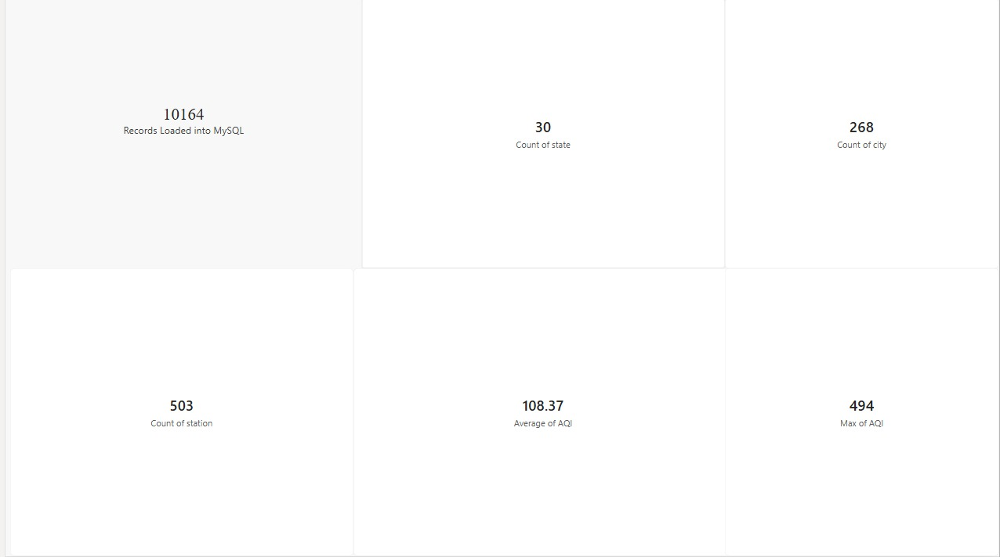 10164
Records Loaded into MySQL
30
Count of state
268
Count of city
503
Count of station
108.37
Average of AQI
494
Max of AQI